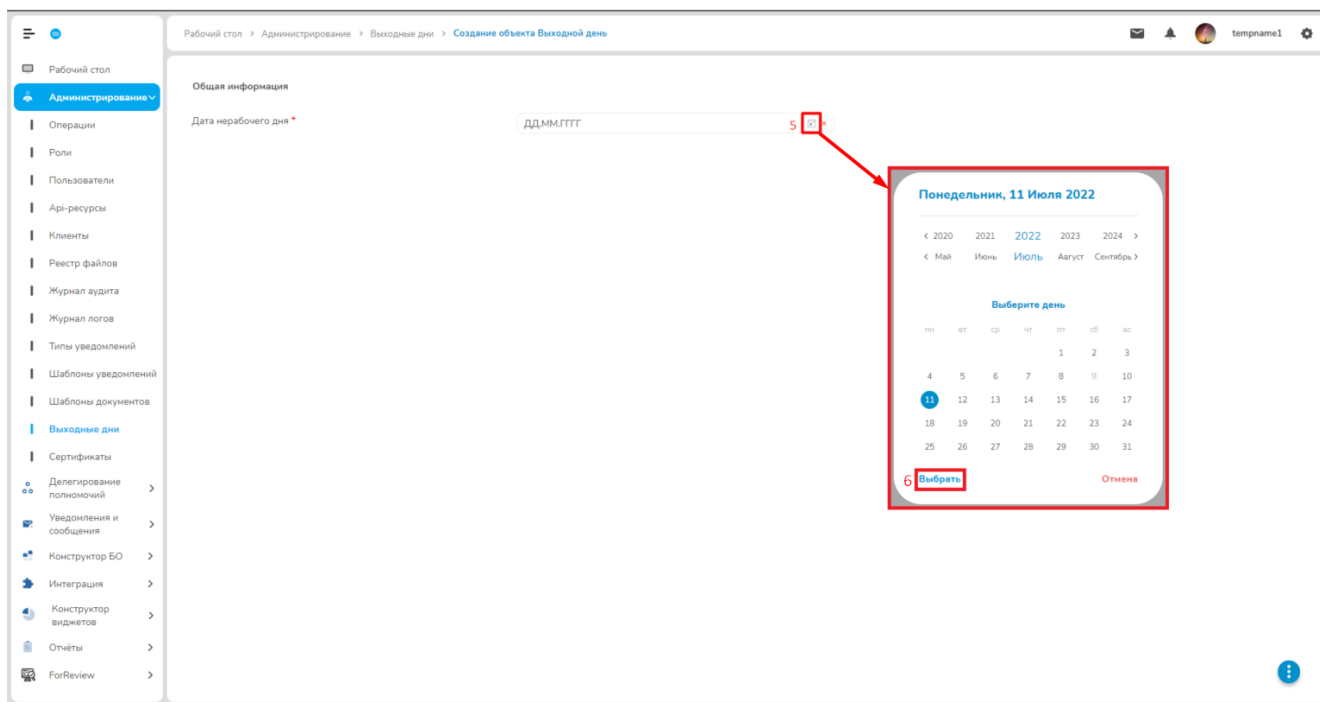 Рабочий стол > Администрирование > Выходные дни > Создание объекта Выходной день
tempname1
Рабочий стол
Администрирование
Операции
Роли
Пользователи
Api-ресурсы
Клиенты
Реестр файлов
Журнал аудита
Журнал логов
Типы уведомлений
Шаблоны уведомлений
Шаблоны документов
Выходные дни
Сертификаты
Делегирование
полномочий
Уведомления и
сообщения
Конструктор БО
Интеграция
Конструктор
виджетов
Отчёты
ForReview
Общая информация
Дата нерабочего дня *
ДД.ММ.ГГГГ
5
Понедельник, 11 Июля 2022
< 2020 2021 2022 2023 2024 >
< Май Июнь Июль Август Сентябрь >
Выберите день
пн вт ср чт пт сб вс
1 2 3
4 5 6 7 8 9 10
11 12 13 14 15 16 17
18 19 20 21 22 23 24
25 26 27 28 29 30 31
6 Выбрать Отмена